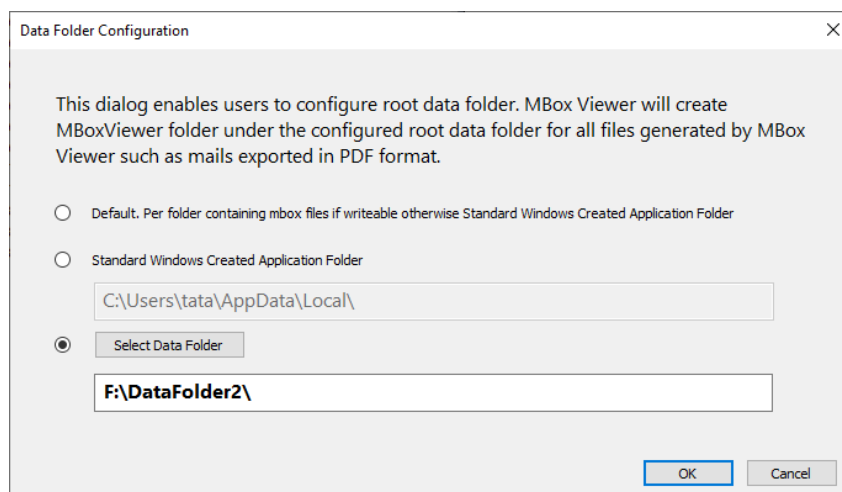 Data Folder Configuration
This dialog enables users to configure root data folder. MBox Viewer will create
MBoxViewer folder under the configured root data folder for all files generated by MBox
Viewer such as mails exported in PDF format.
Default. Per folder containing mbox files if writeable otherwise Standard Windows Created Application Folder
Standard Windows Created Application Folder
C:\Users\tata\AppData\Local\
Select Data Folder
F:\DataFolder2\
OK Cancel